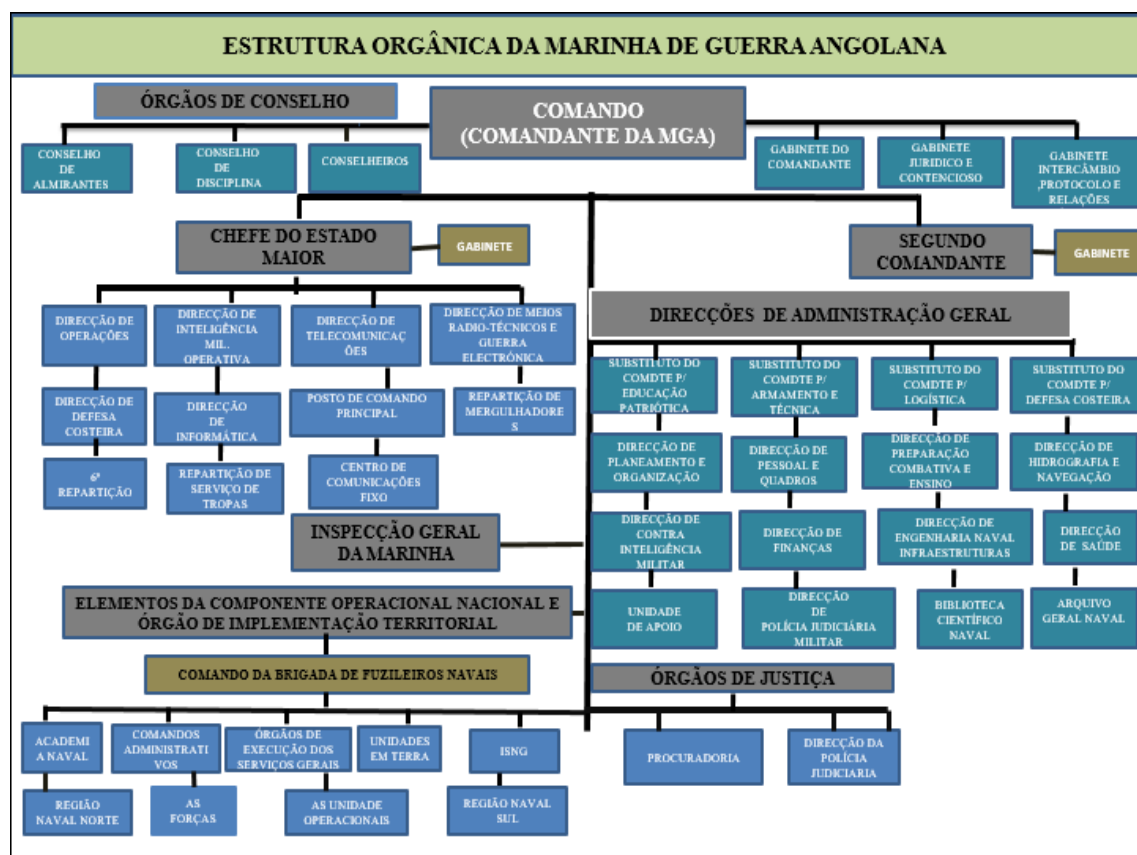 ESTRUTURA ORGÂNICA DA MARINHA DE GUERRA ANGOLANA
ÓRGÃOS DE CONSELHO
COMANDO
(COMANDANTE DA MGA)
CONSELHO
DE
ALMIRANTES
CONSELHO
DE
DISCIPLINA
CONSELHEIROS
GABINETE DO
COMANDANTE
GABINETE
JURIDICO E
CONTENCIOSO
GABINETE
INTERCÂMBIO
,PROTOCOLO E
RELAÇÕES
CHEFE DO ESTADO
MAIOR
GABINETE
SEGUNDO
COMANDANTE
GABINETE
DIRECÇÃO DE
OPERAÇÕES
DIRECÇÃO DE
INTELIGÊNCIA
MIL.
OPERATIVA
DIRECÇÃO DE
TELECOMUNICAÇ
ÕES
DIRECÇÃO DE MEIOS
RADIO-TÉCNICOS E
GUERRA
ELECTRÓNICA
DIRECÇÃO DE
DEFESA
COSTEIRA
DIRECÇÃO
DE
INFORMÁTICA
POSTO DE COMANDO
PRINCIPAL
REPARTIÇÃO DE
MERGULHADORE
S
6ª
REPARTIÇÃO
REPARTIÇÃO DE
SERVIÇO DE
TROPAS
CENTRO DE
COMUNICAÇÕES
FIXO
DIRECÇÕES DE ADMINISTRAÇÃO GERAL
SUBSTITUTO DO
COMDTE P/
EDUCAÇÃO
PATRIÓTICA
SUBSTITUTO DO
COMDTE P/
ARMAMENTO E
TÉCNICA
SUBSTITUTO DO
COMDTE P/
LOGÍSTICA
SUBSTITUTO DO
COMDTE P/
DEFESA COSTEIRA
DIRECÇÃO DE
PLANEAMENTO E
ORGANIZAÇÃO
DIRECÇÃO DE
PESSOAL E
QUADROS
DIRECÇÃO DE
PREPARAÇÃO
COMBATIVA E
ENSINO
DIRECÇÃO DE
HIDROGRAFIA E
NAVEGAÇÃO
DIRECÇÃO DE
CONTRA
INTELIGÊNCIA
MILITAR
DIRECÇÃO DE
FINANÇAS
DIRECÇÃO DE
ENGENHARIA NAVAL
INFRAESTRUTURAS
DIRECÇÃO
DE SAÚDE
UNIDADE
DE APOIO
DIRECÇÃO
DE
POLÍCIA JUDICIÁRIA
MILITAR
BIBLIOTECA
CIENTÍFICO
NAVAL
ARQUIVO
GERAL NAVAL
INSPECÇÃO GERAL
DA MARINHA
ELEMENTOS DA COMPONENTE OPERACIONAL NACIONAL E
ÓRGÃO DE IMPLEMENTAÇÃO TERRITORIAL
COMANDO DA BRIGADA DE FUZILEIROS NAVAIS
ACADEMI
A NAVAL
COMANDOS
ADMINISTRATI
VOS
ÓRGÃOS DE
EXECUÇÃO DOS
SERVIÇOS GERAIS
UNIDADES
EM TERRA
ISNG
REGIÃO
NAVAL NORTE
AS
FORÇAS
AS UNIDADE
OPERACIONAIS
REGIÃO NAVAL
SUL
ÓRGÃOS DE JUSTIÇA
PROCURADORIA
DIRECÇÃO DA
POLÍCIA
JUDICIARIA